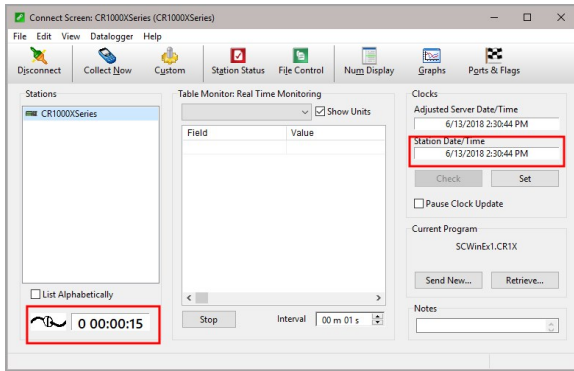 Connect Screen: CR1000XSeries (CR1000XSeries)
File Edit View Datalogger Help
Disconnect Collect Now Custom Station Status File Control Num Display Graphs Ports & Flags
Stations
CR1000XSeries
List Alphabetically
0 00:00:15
Table Monitor: Real Time Monitoring
Show Units
Field Value
Stop Interval 00 m 01 s
Clocks
Adjusted Server Date/Time
6/13/2018 2:30:44 PM
Station Date/Time
6/13/2018 2:30:44 PM
Check Set
Pause Clock Update
Current Program
SCWinEx1.CR1X
Send New... Retrieve...
Notes